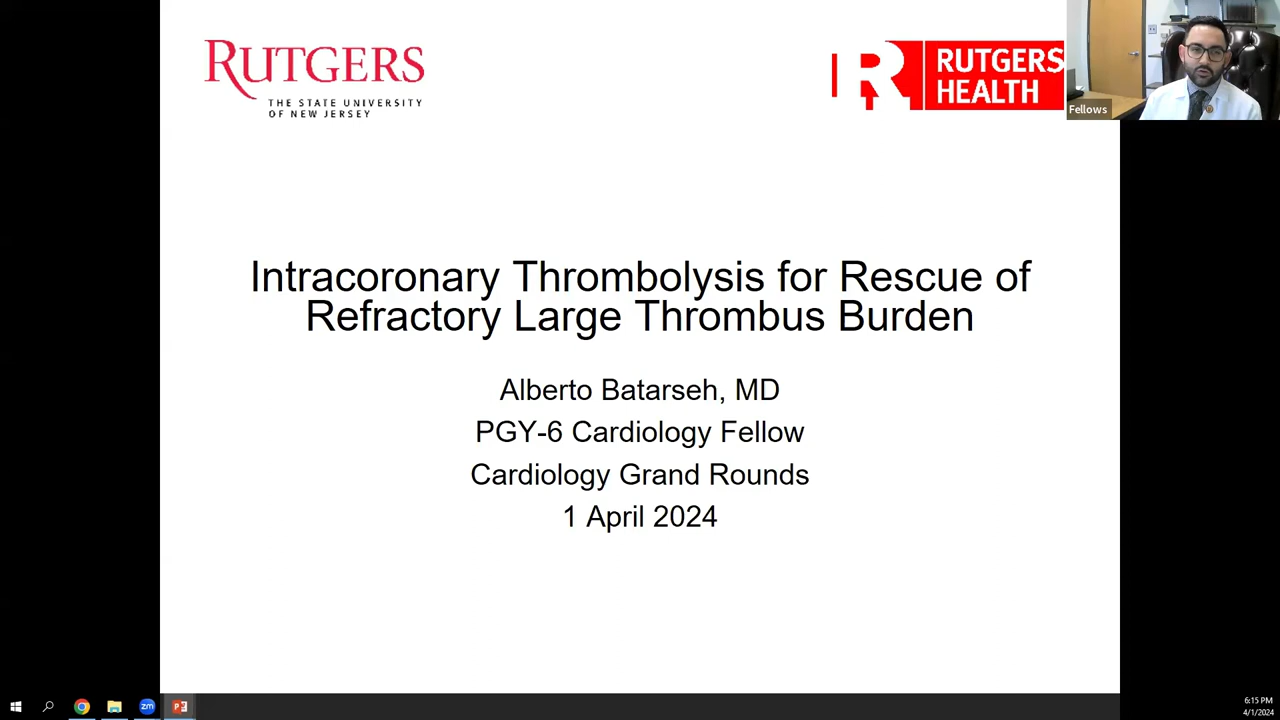 RUTGERS
THE STATE UNIVERSITY
OF NEW JERSEY
RUTGERS
HEALTH
Fellows
Intracoronary Thrombolysis for Rescue of
Refractory Large Thrombus Burden
Alberto Batarseh, MD
PGY-6 Cardiology Fellow
Cardiology Grand Rounds
1 April 2024
zm
6:15 PM
4/1/2024